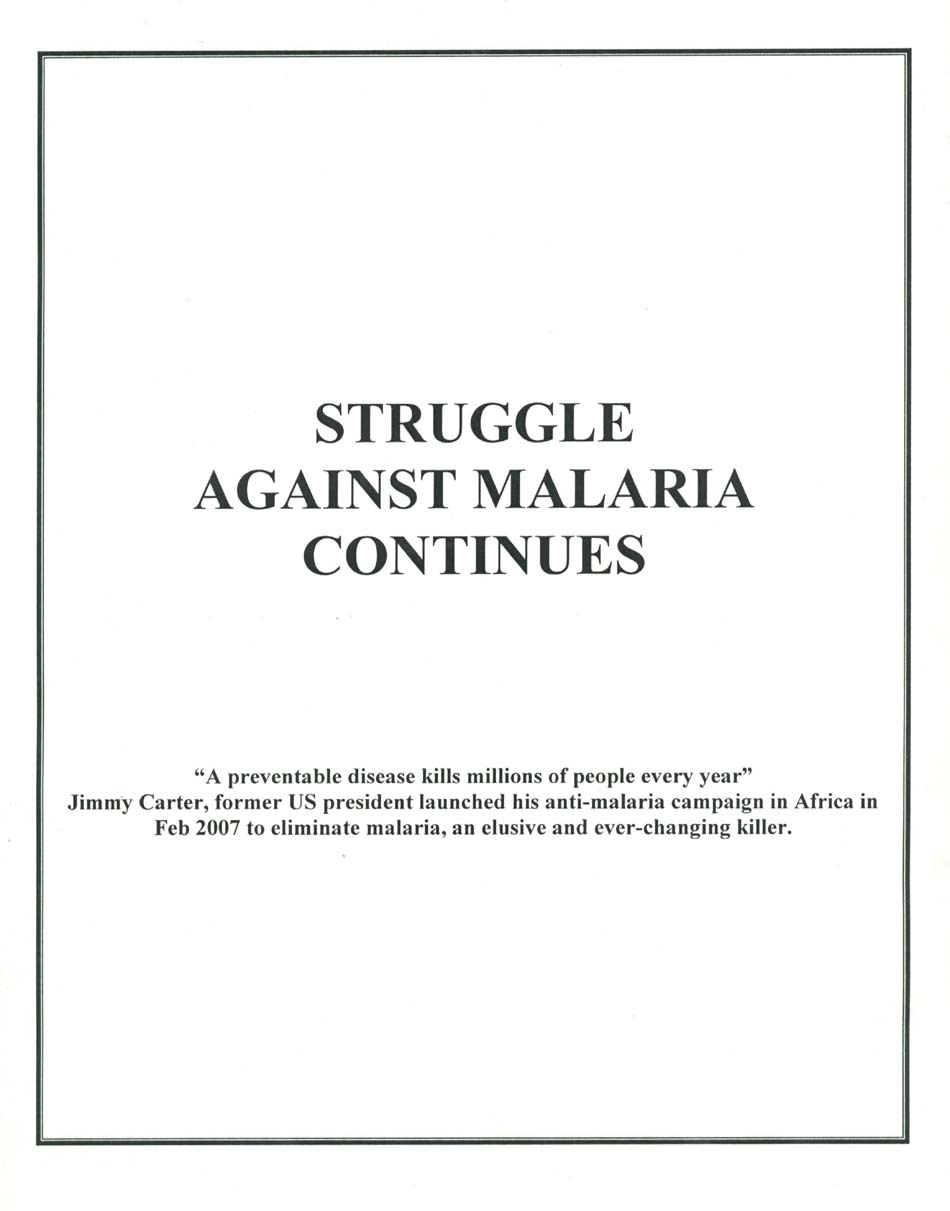 STRUGGLE
AGAINST MALARIA
CONTINUES
“A preventable disease kills millions of people every year”
Jimmy Carter, former US president launched his anti-malaria campaign in Africa in
Feb 2007 to eliminate malaria, an elusive and ever-changing killer.